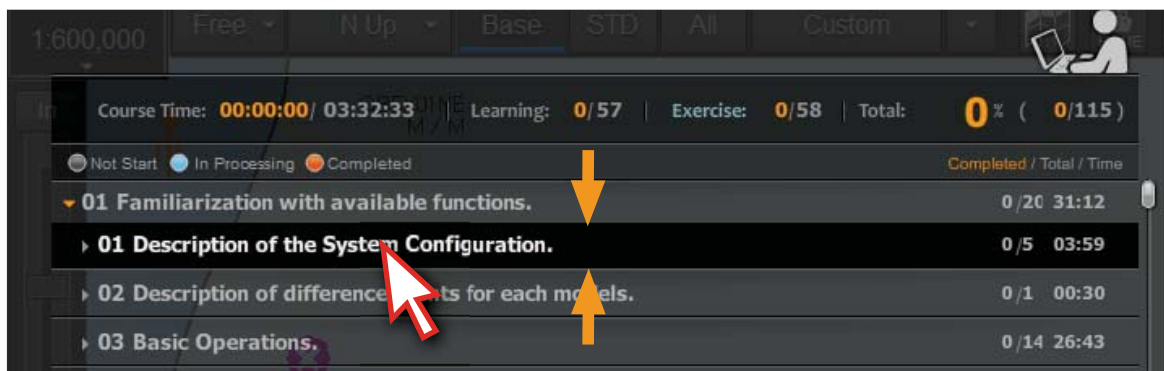 1:600,000 Free N Up Base STD All Custom
Course Time: 00:00:00/ 03:32:33 | Learning: 0/57 | Exercise: 0/58 | Total: 0 % ( 0/115 )
Not Start In Processing Completed Completed / Total / Time
01 Familiarization with available functions. 0/20 31:12
01 Description of the System Configuration. 0/5 03:59
02 Description of difference for each models. 0/1 00:30
03 Basic Operations. 0/14 26:43